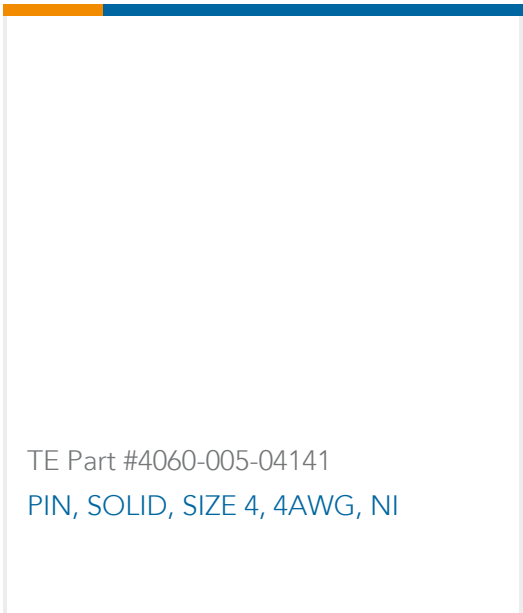 TE Part #4060-005-04141
PIN, SOLID, SIZE 4, 4AWG, NI